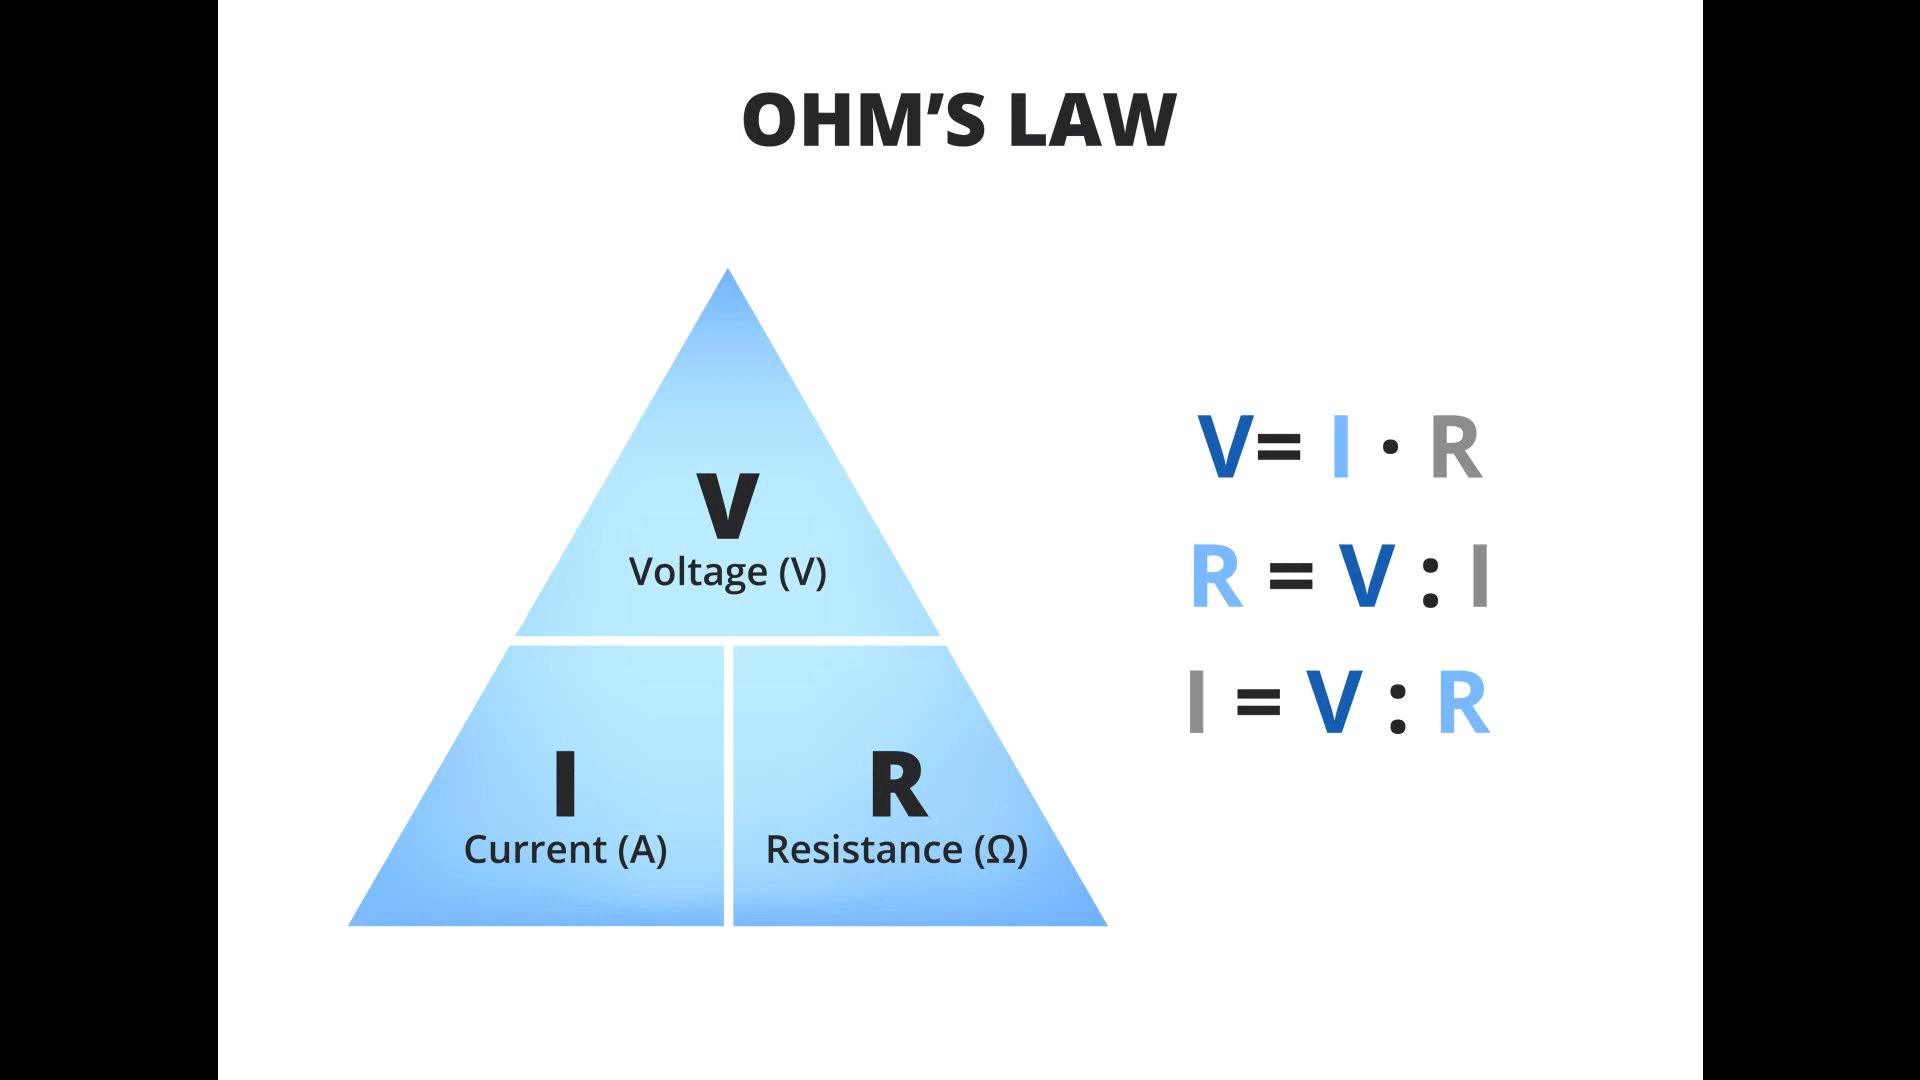 OHM’S LAW
V
Voltage (V)
I
Current (A)
R
Resistance (Ω)
V= I · R
R = V : I
I = V : R